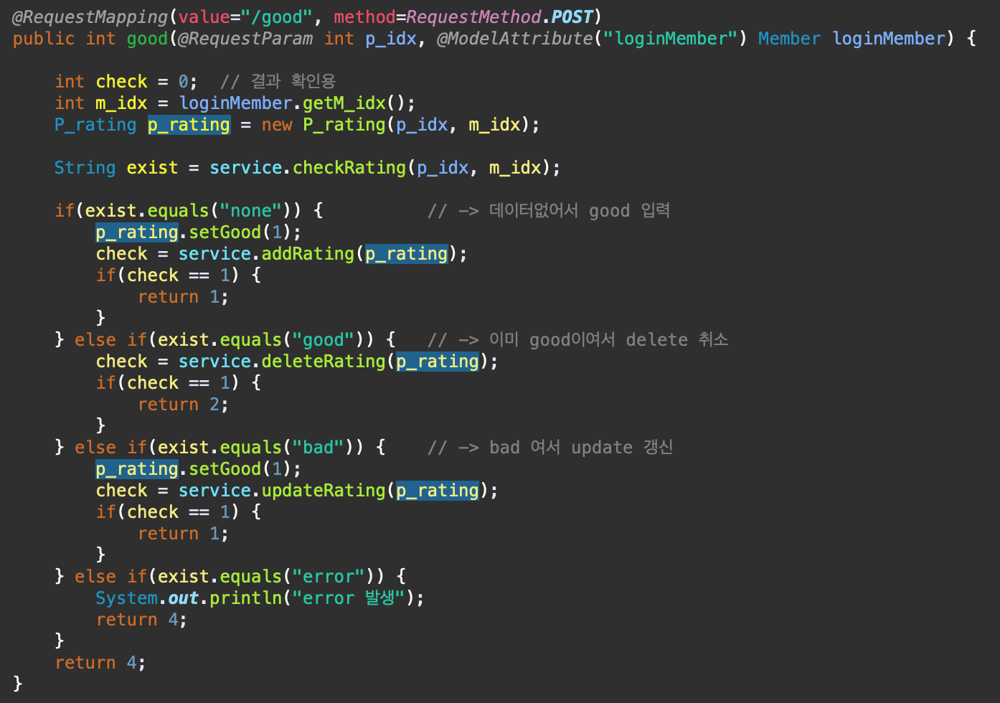 @RequestMapping(value="/good", method=RequestMethod.POST)
public int good(@RequestParam int p_idx, @ModelAttribute("loginMember") Member loginMember) {
int check = 0;  // 결과 확인용
int m_idx = loginMember.getM_idx();
P_rating p_rating = new P_rating(p_idx, m_idx);
String exist = service.checkRating(p_idx, m_idx);
if(exist.equals("none")) {          // -> 데이터없어서 good 입력
p_rating.setGood(1);
check = service.addRating(p_rating);
if(check == 1) {
return 1;
}
} else if(exist.equals("good")) {   // -> 이미 good이여서 delete 취소
check = service.deleteRating(p_rating);
if(check == 1) {
return 2;
}
} else if(exist.equals("bad")) {    // -> bad 여서 update 갱신
p_rating.setGood(1);
check = service.updateRating(p_rating);
if(check == 1) {
return 1;
}
} else if(exist.equals("error")) {
System.out.println("error 발생");
return 4;
}
return 4;
}